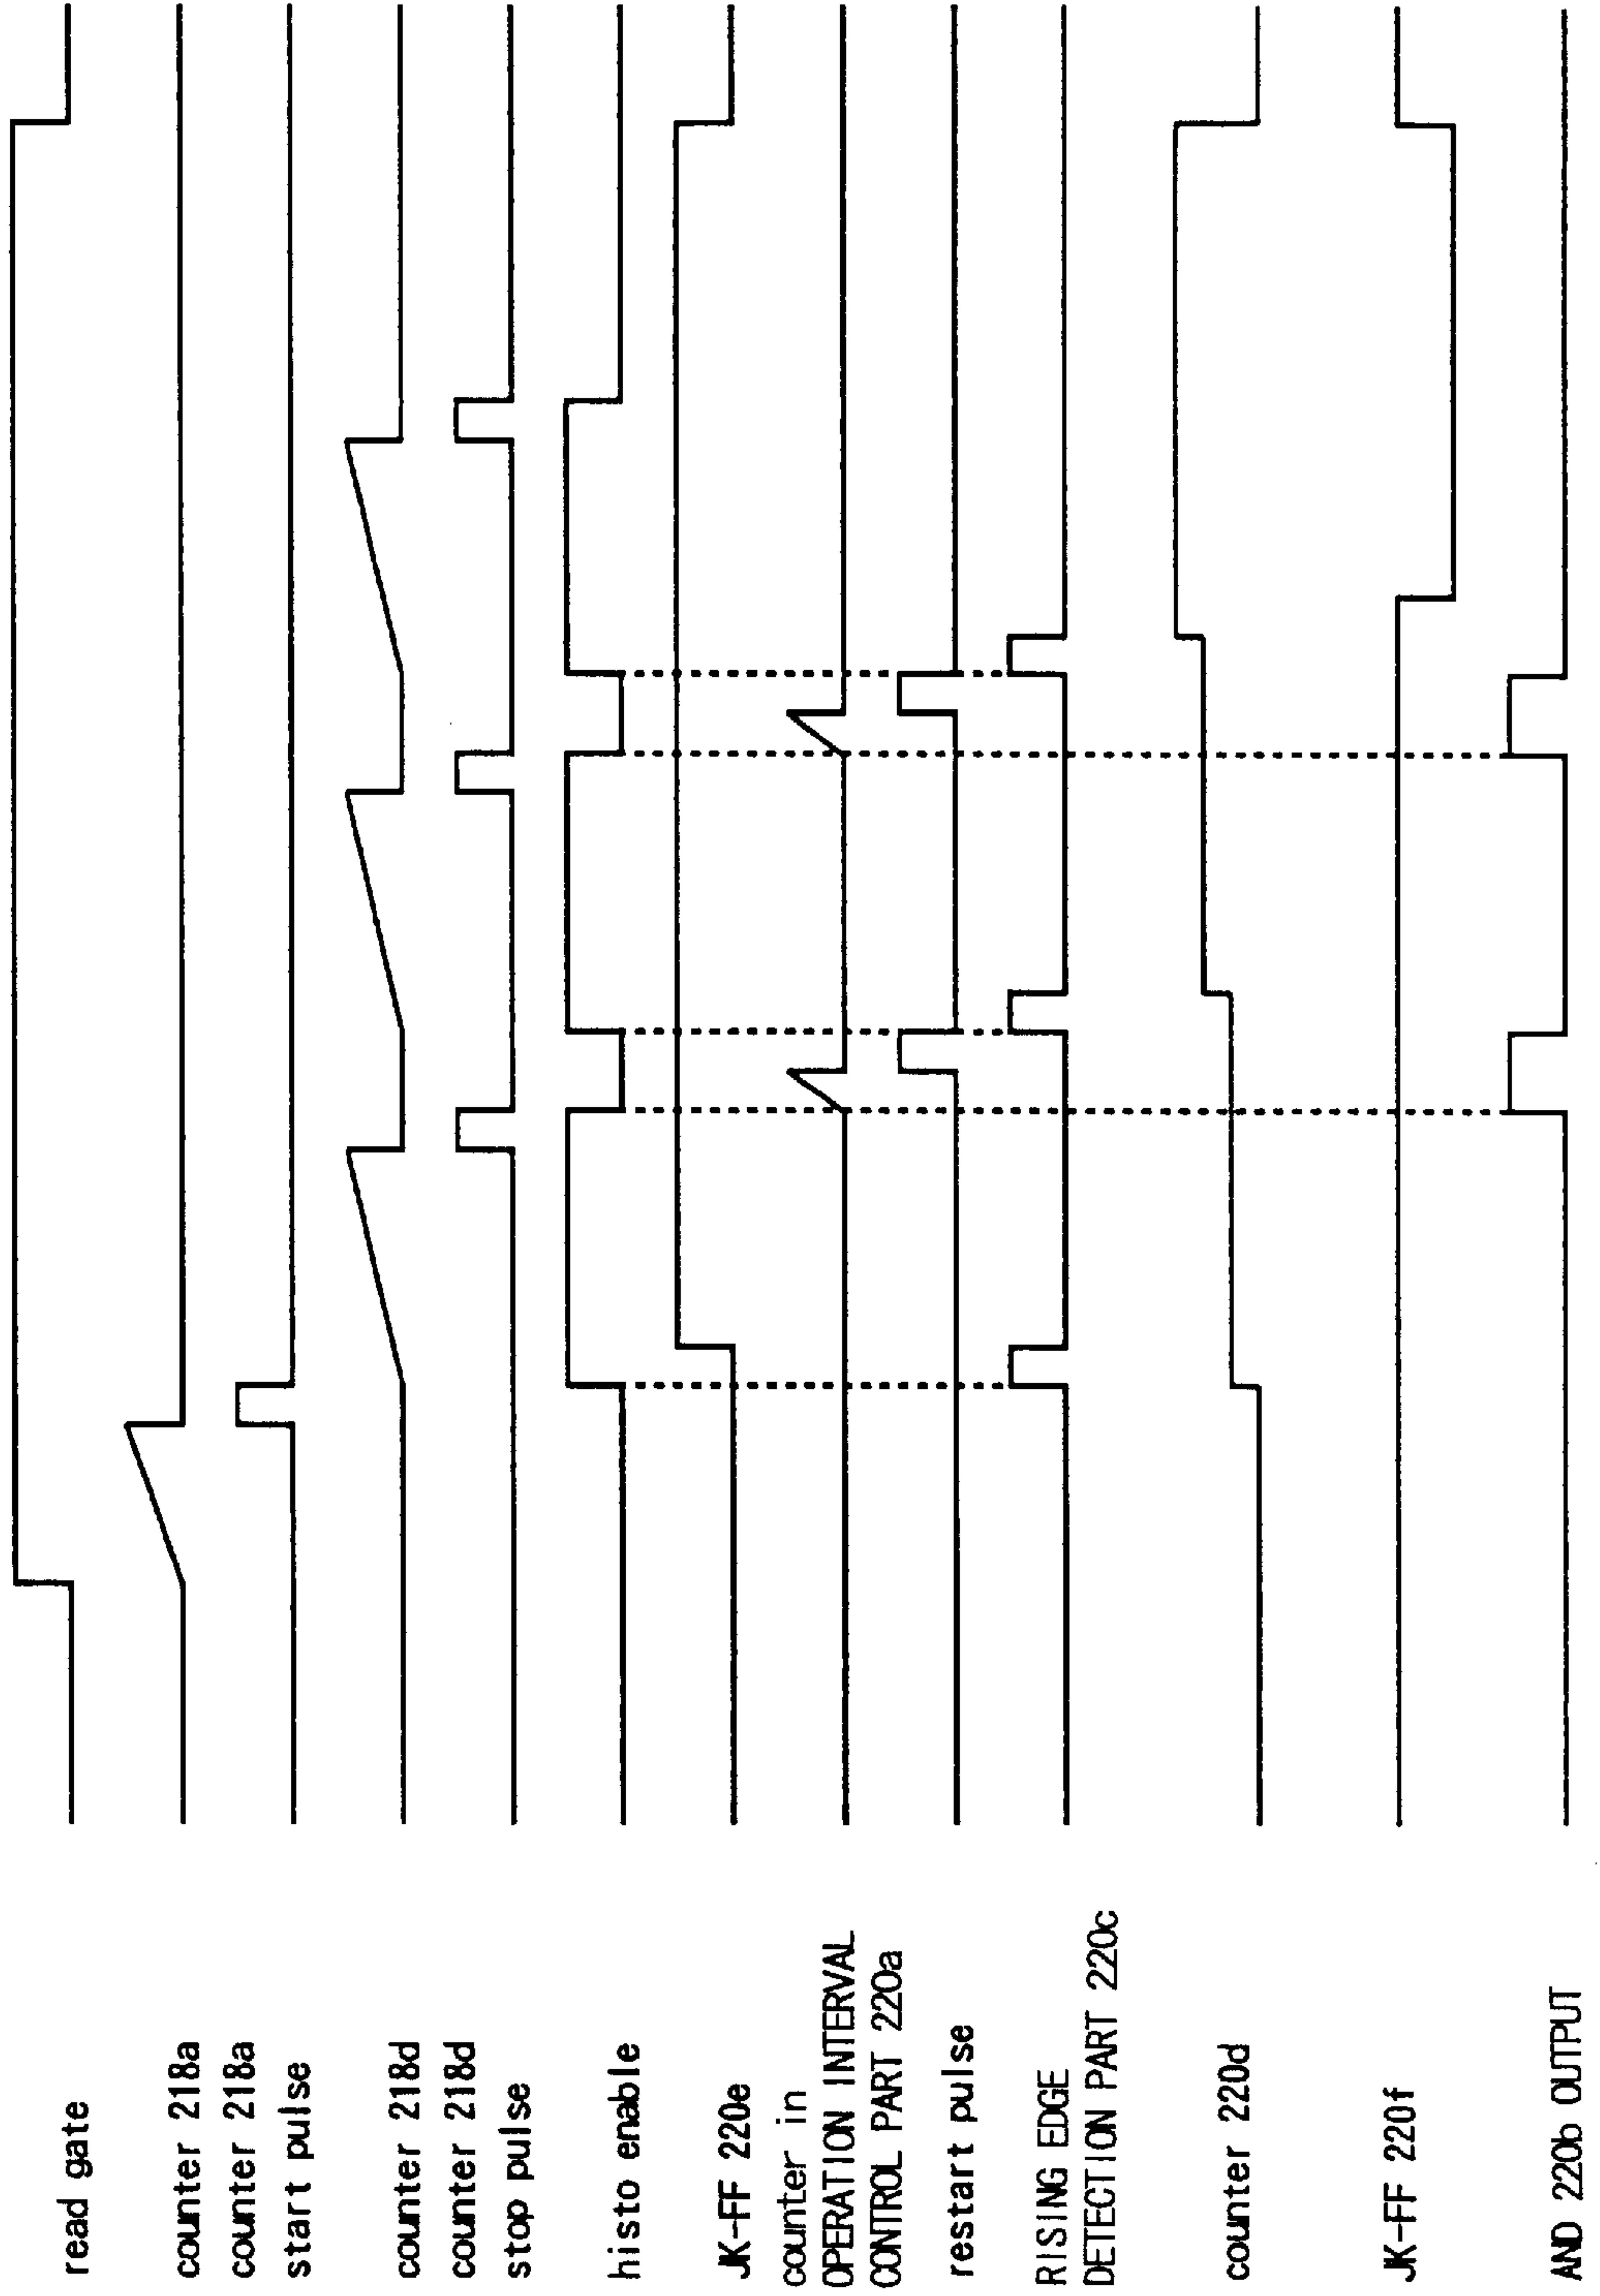 read gate
counter 218a
counter 218a
start pulse
counter 218d
counter 218d
stop pulse
histo enable
JK-FF 220e
counter in
OPERATION INTERVAL
CONTROL PART 220a
restart pulse
RISING EDGE
DETECTION PART 220c
counter 220d
JK-FF 220f
AND 220b OUTPUT